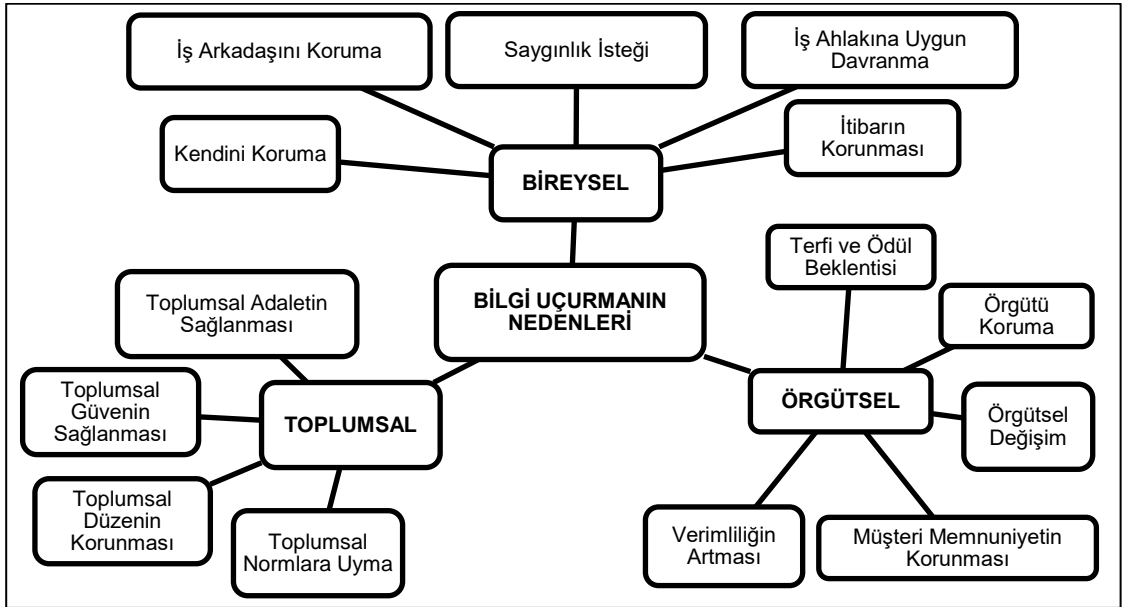 İş Arkadaşını Koruma
Saygınlık İsteği
İş Ahlakına Uygun
Davranma
Kendini Koruma
İtibarın
Korunması
BİREYSEL
Terfi ve Ödül
Beklentisi
BİLGİ UÇURMANIN
NEDENLERİ
Toplumsal Adaletin
Sağlanması
Örgütü
Koruma
Toplumsal
Güvenin
Sağlanması
TOPLUMSAL
ÖRGÜTSEL
Örgütsel
Değişim
Toplumsal
Düzenin
Korunması
Toplumsal
Normlara Uyma
Verimliliğin
Artması
Müşteri Memnuniyetin
Korunması